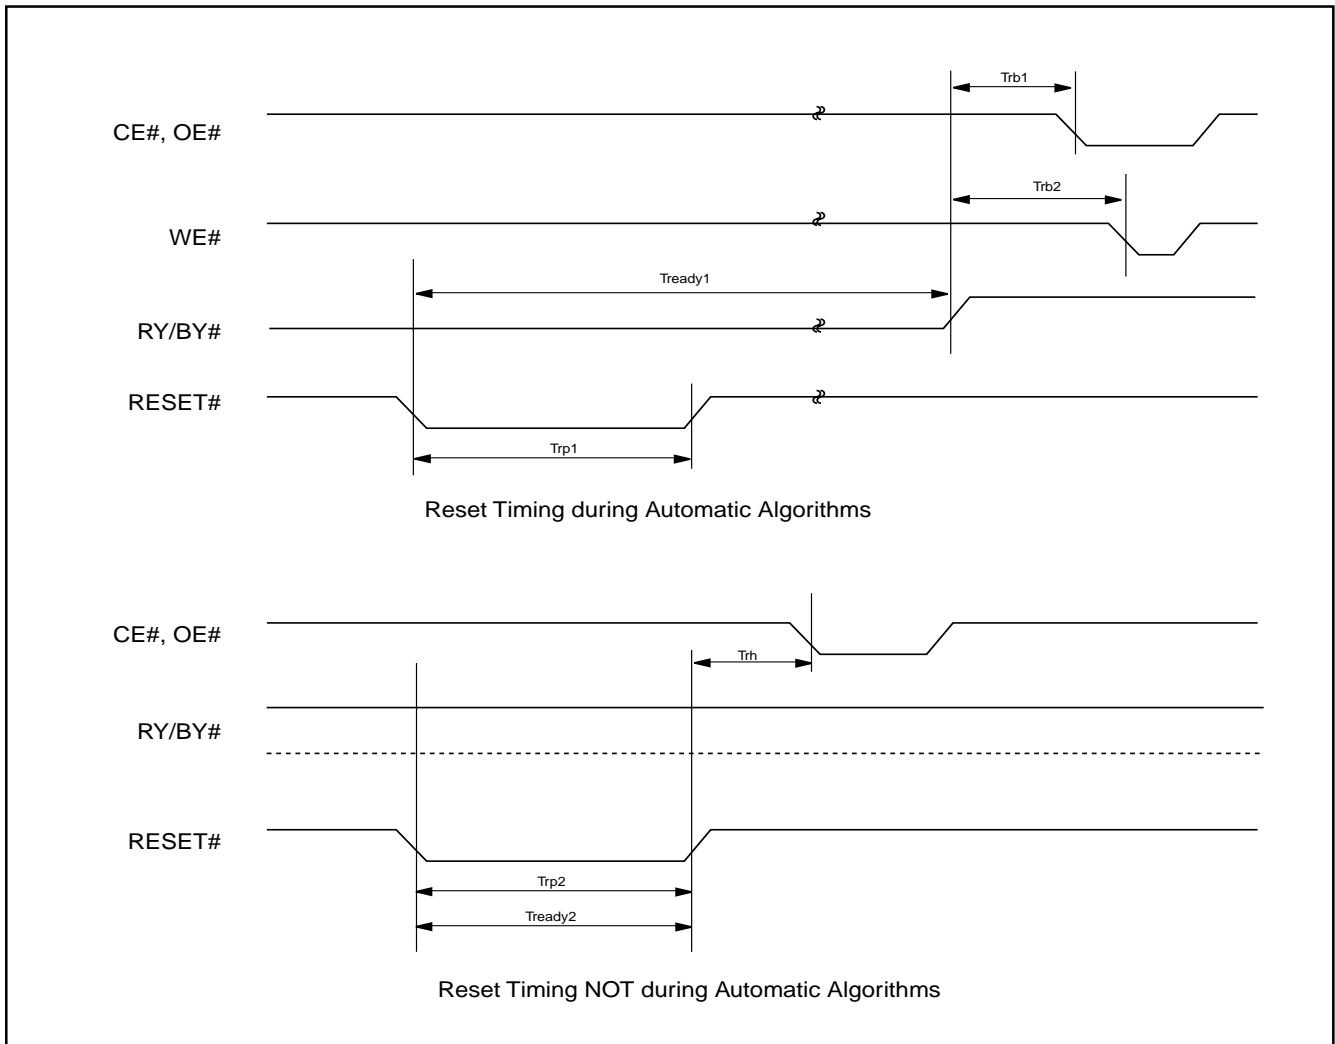 Trb1
CE#, OE#
Trb2
WE#
Tready1
RY/BY#
RESET#
Trp1
Reset Timing during Automatic Algorithms
CE#, OE#
Trh
RY/BY#
RESET#
Trp2
Tready2
Reset Timing NOT during Automatic Algorithms